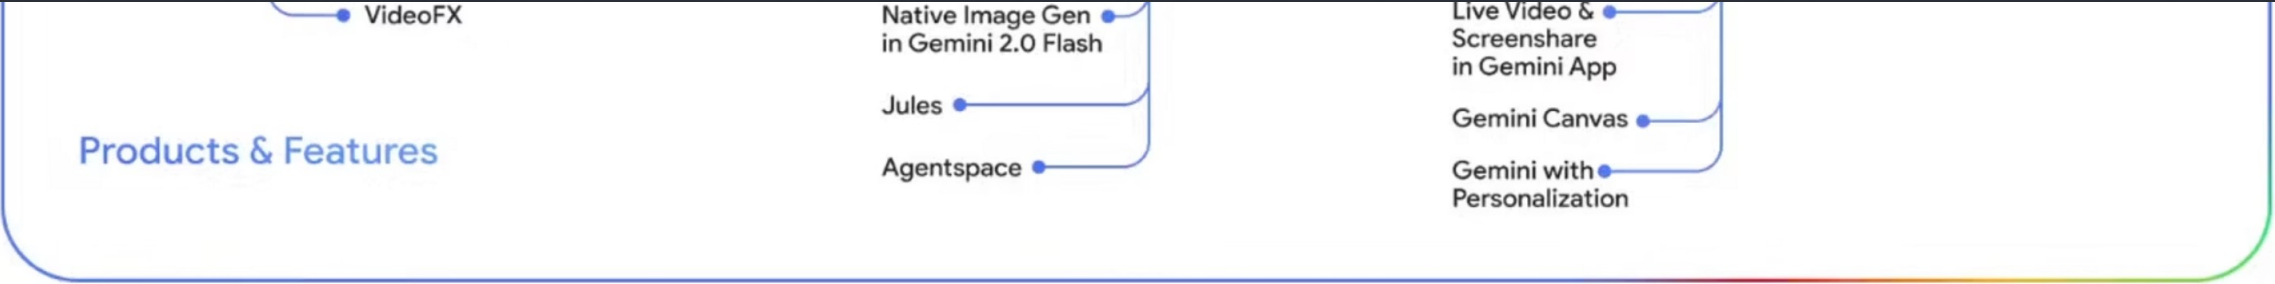 VideoFX
Products & Features
Native Image Gen
in Gemini 2.0 Flash
Jules
Agentspace
Live Video &
Screenshare
in Gemini App
Gemini Canvas
Gemini with
Personalization